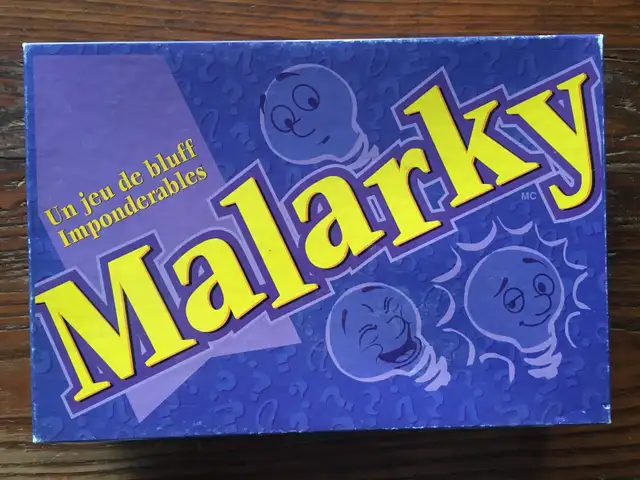 Un jeu de bluff
Imponderables
Malarky
MC